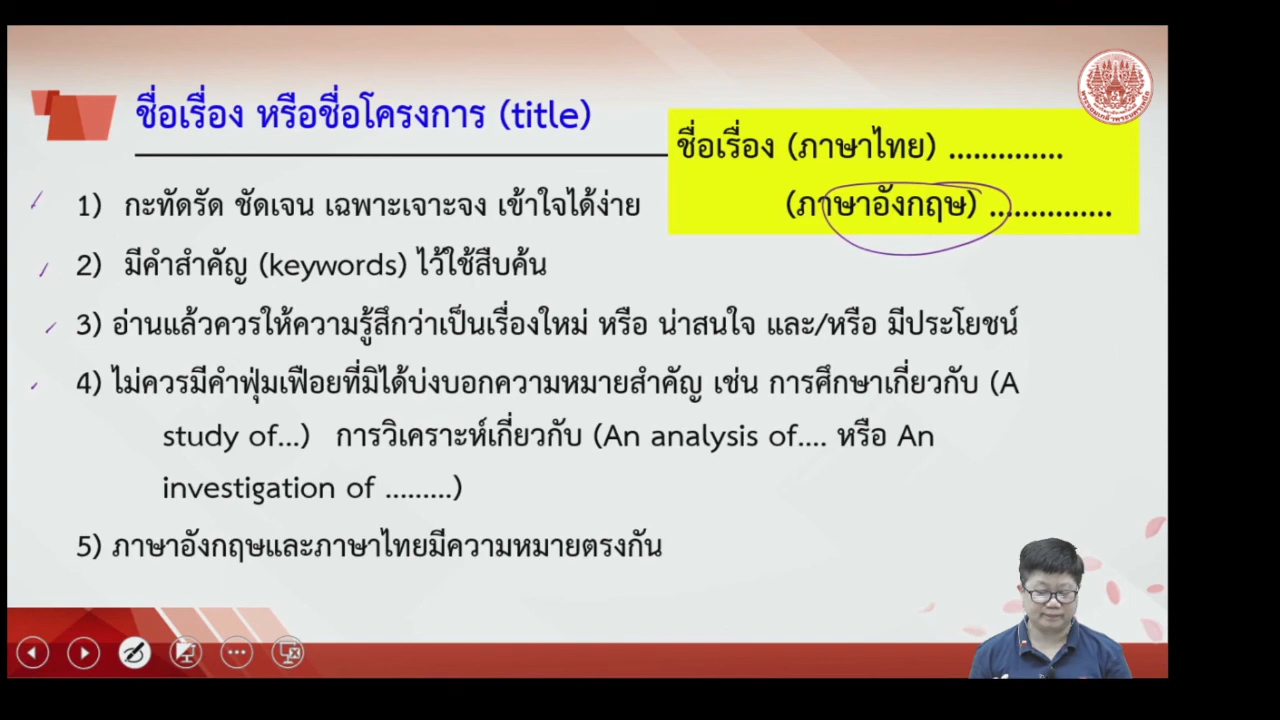 ชื่อเรื่อง หรือชื่อโครงการ (title)
ชื่อเรื่อง (ภาษาไทย) ..............
(ภาษาอังกฤษ) ...............
1) กะทัดรัด ชัดเจน เฉพาะเจาะจง เข้าใจได้ง่าย
2) มีคำสำคัญ (keywords) ไว้ใช้สืบค้น
3) อ่านแล้วควรให้ความรู้สึกว่าเป็นเรื่องใหม่ หรือ น่าสนใจ และ/หรือ มีประโยชน์
4) ไม่ควรมีคำฟุ่มเฟือยที่มิได้บ่งบอกความหมายสำคัญ เช่น การศึกษาเกี่ยวกับ (A
study of...) การวิเคราะห์เกี่ยวกับ (An analysis of.... หรือ An
investigation of .........)
5) ภาษาอังกฤษและภาษาไทยมีความหมายตรงกัน